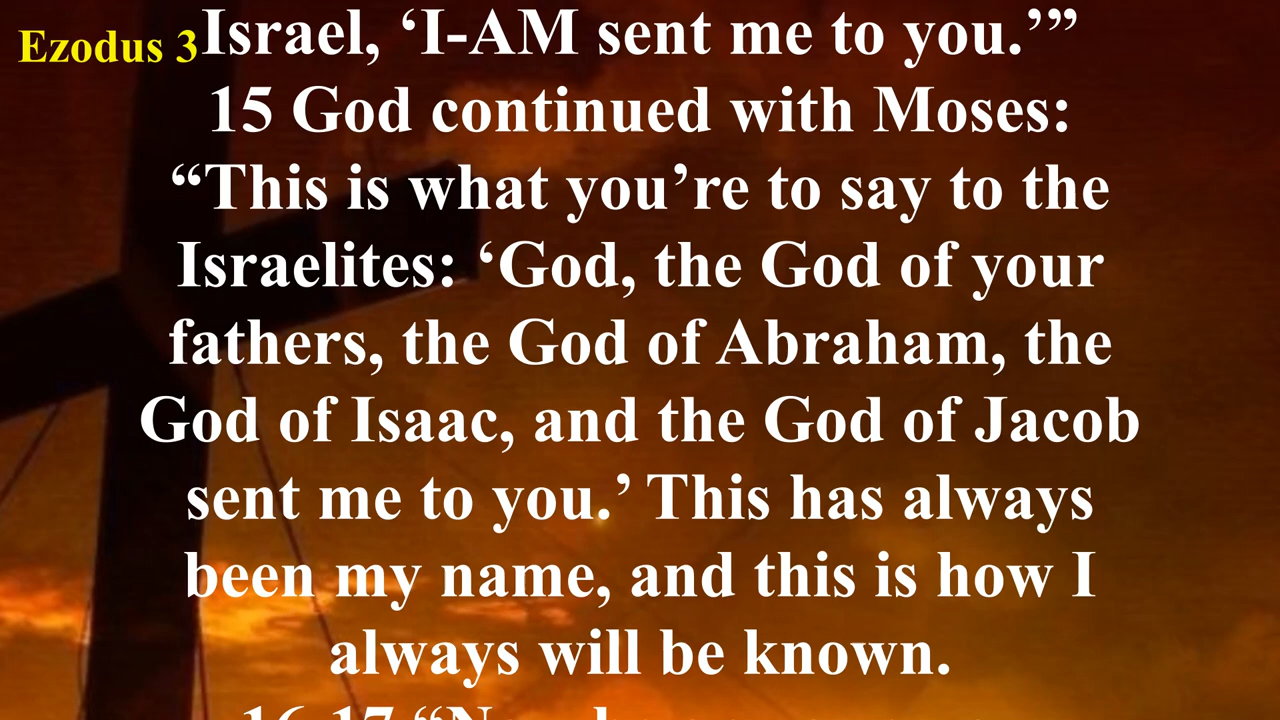 Ezodus 3
Israel, ‘I-AM sent me to you.’”
15 God continued with Moses:
“This is what you’re to say to the
Israelites: ‘God, the God of your
fathers, the God of Abraham, the
God of Isaac, and the God of Jacob
sent me to you.’ This has always
been my name, and this is how I
always will be known.
16-17 “Now